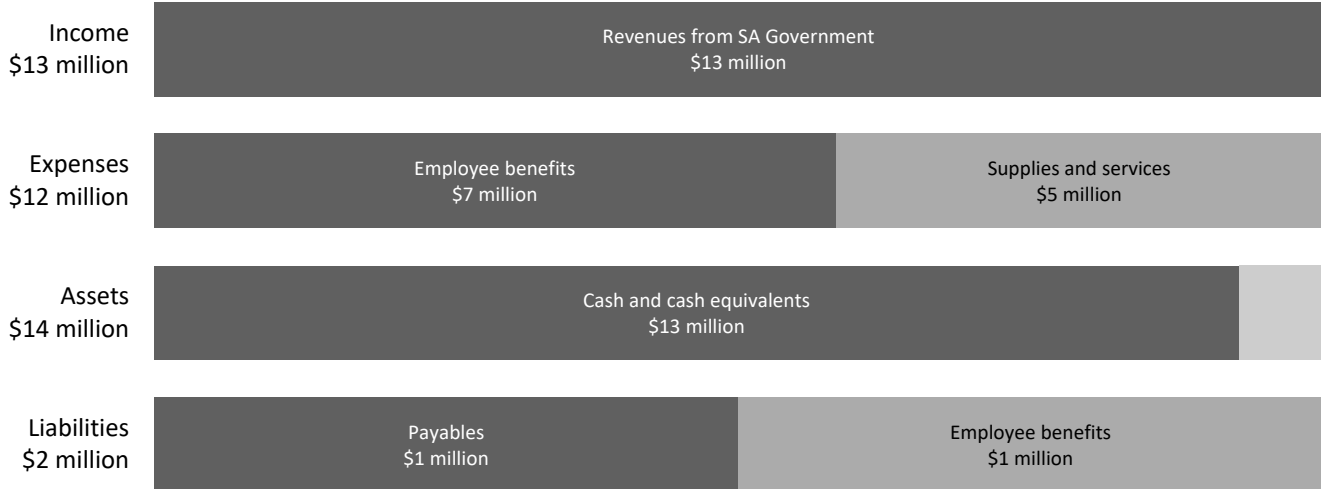 Income
$13 million
Revenues from SA Government
$13 million
Expenses
$12 million
Employee benefits
$7 million
Supplies and services
$5 million
Assets
$14 million
Cash and cash equivalents
$13 million
Liabilities
$2 million
Payables
$1 million
Employee benefits
$1 million